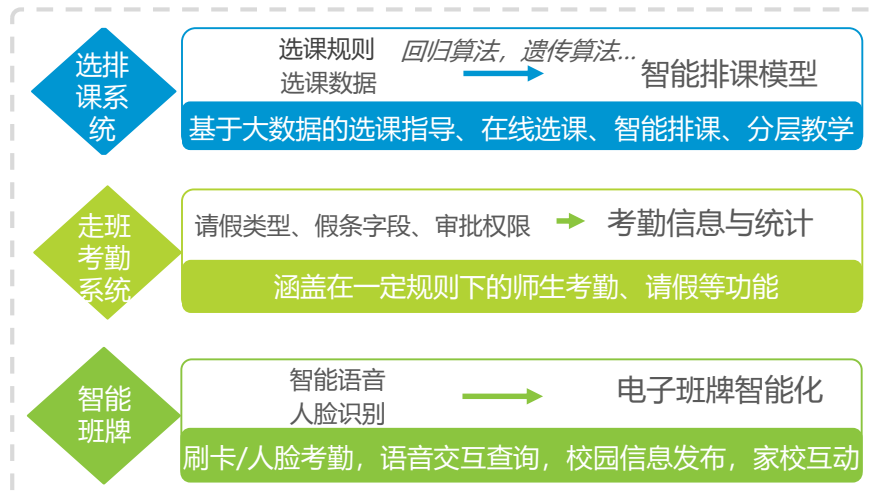 选排
课系
统
选课规则 回归算法，遗传算法...
选课数据
智能排课模型
基于大数据的选课指导、在线选课、智能排课、分层教学
走班
考勤
系统
请假类型、假条字段、审批权限
考勤信息与统计
涵盖在一定规则下的师生考勤、请假等功能
智能
班牌
智能语音
人脸识别
电子班牌智能化
刷卡/人脸考勤，语音交互查询，校园信息发布，家校互动